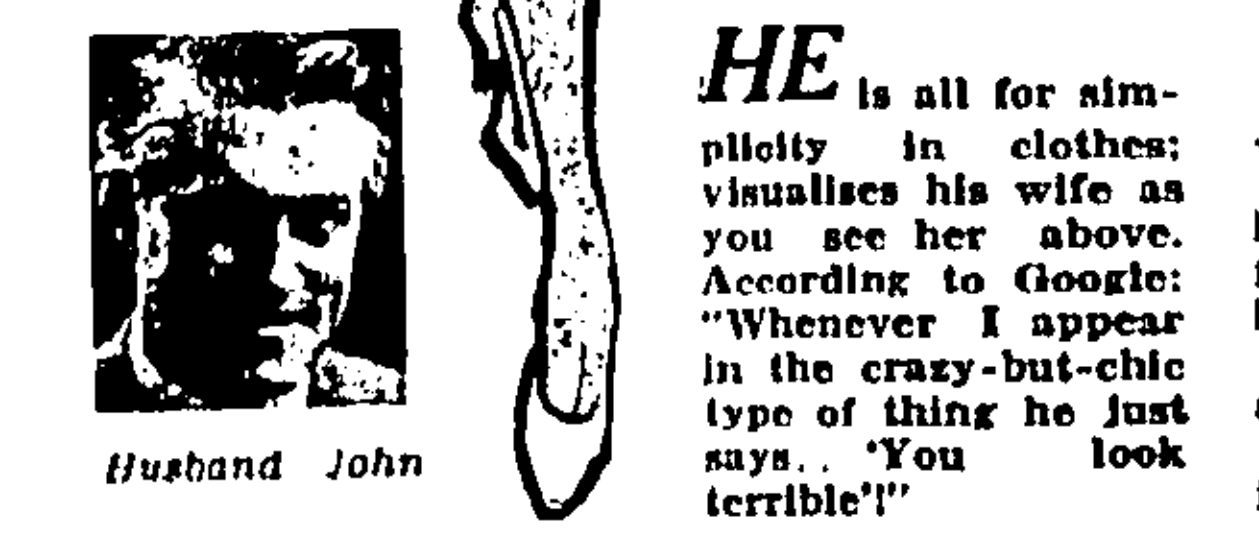 Husband John
HE is all for sim-
plicity in clothes;
visualises his wife as
you see her above.
According to Google:
"Whenever I appear
in the crazy-but-chic
type of thing he just
says.. 'You look
terrible'!"